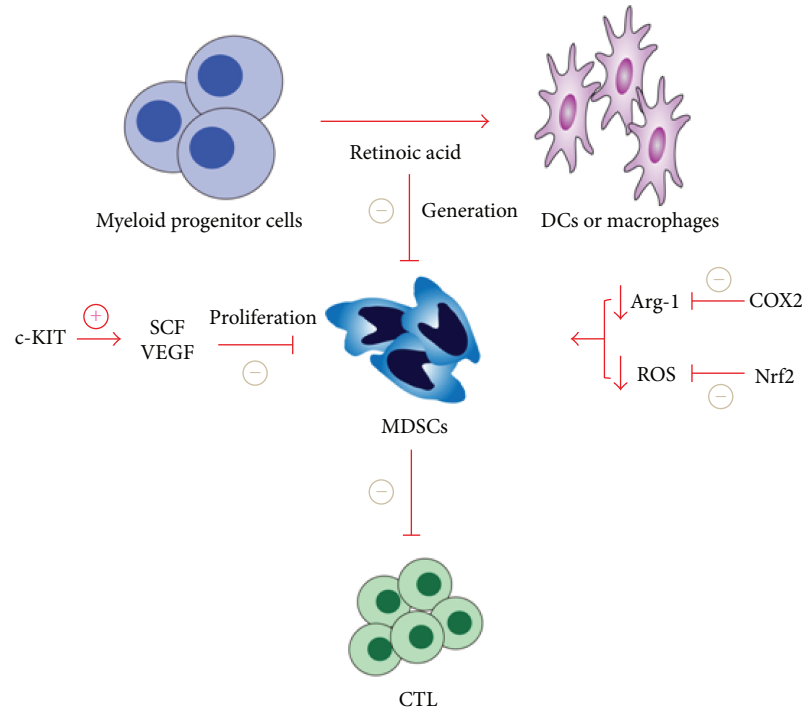 Retinoic acid
Myeloid progenitor cells
Generation
DCs or macrophages
−
c-KIT
+
SCF
VEGF
Proliferation
−
Arg-1
−
COX2
ROS
−
Nrf2
MDSCs
−
CTL